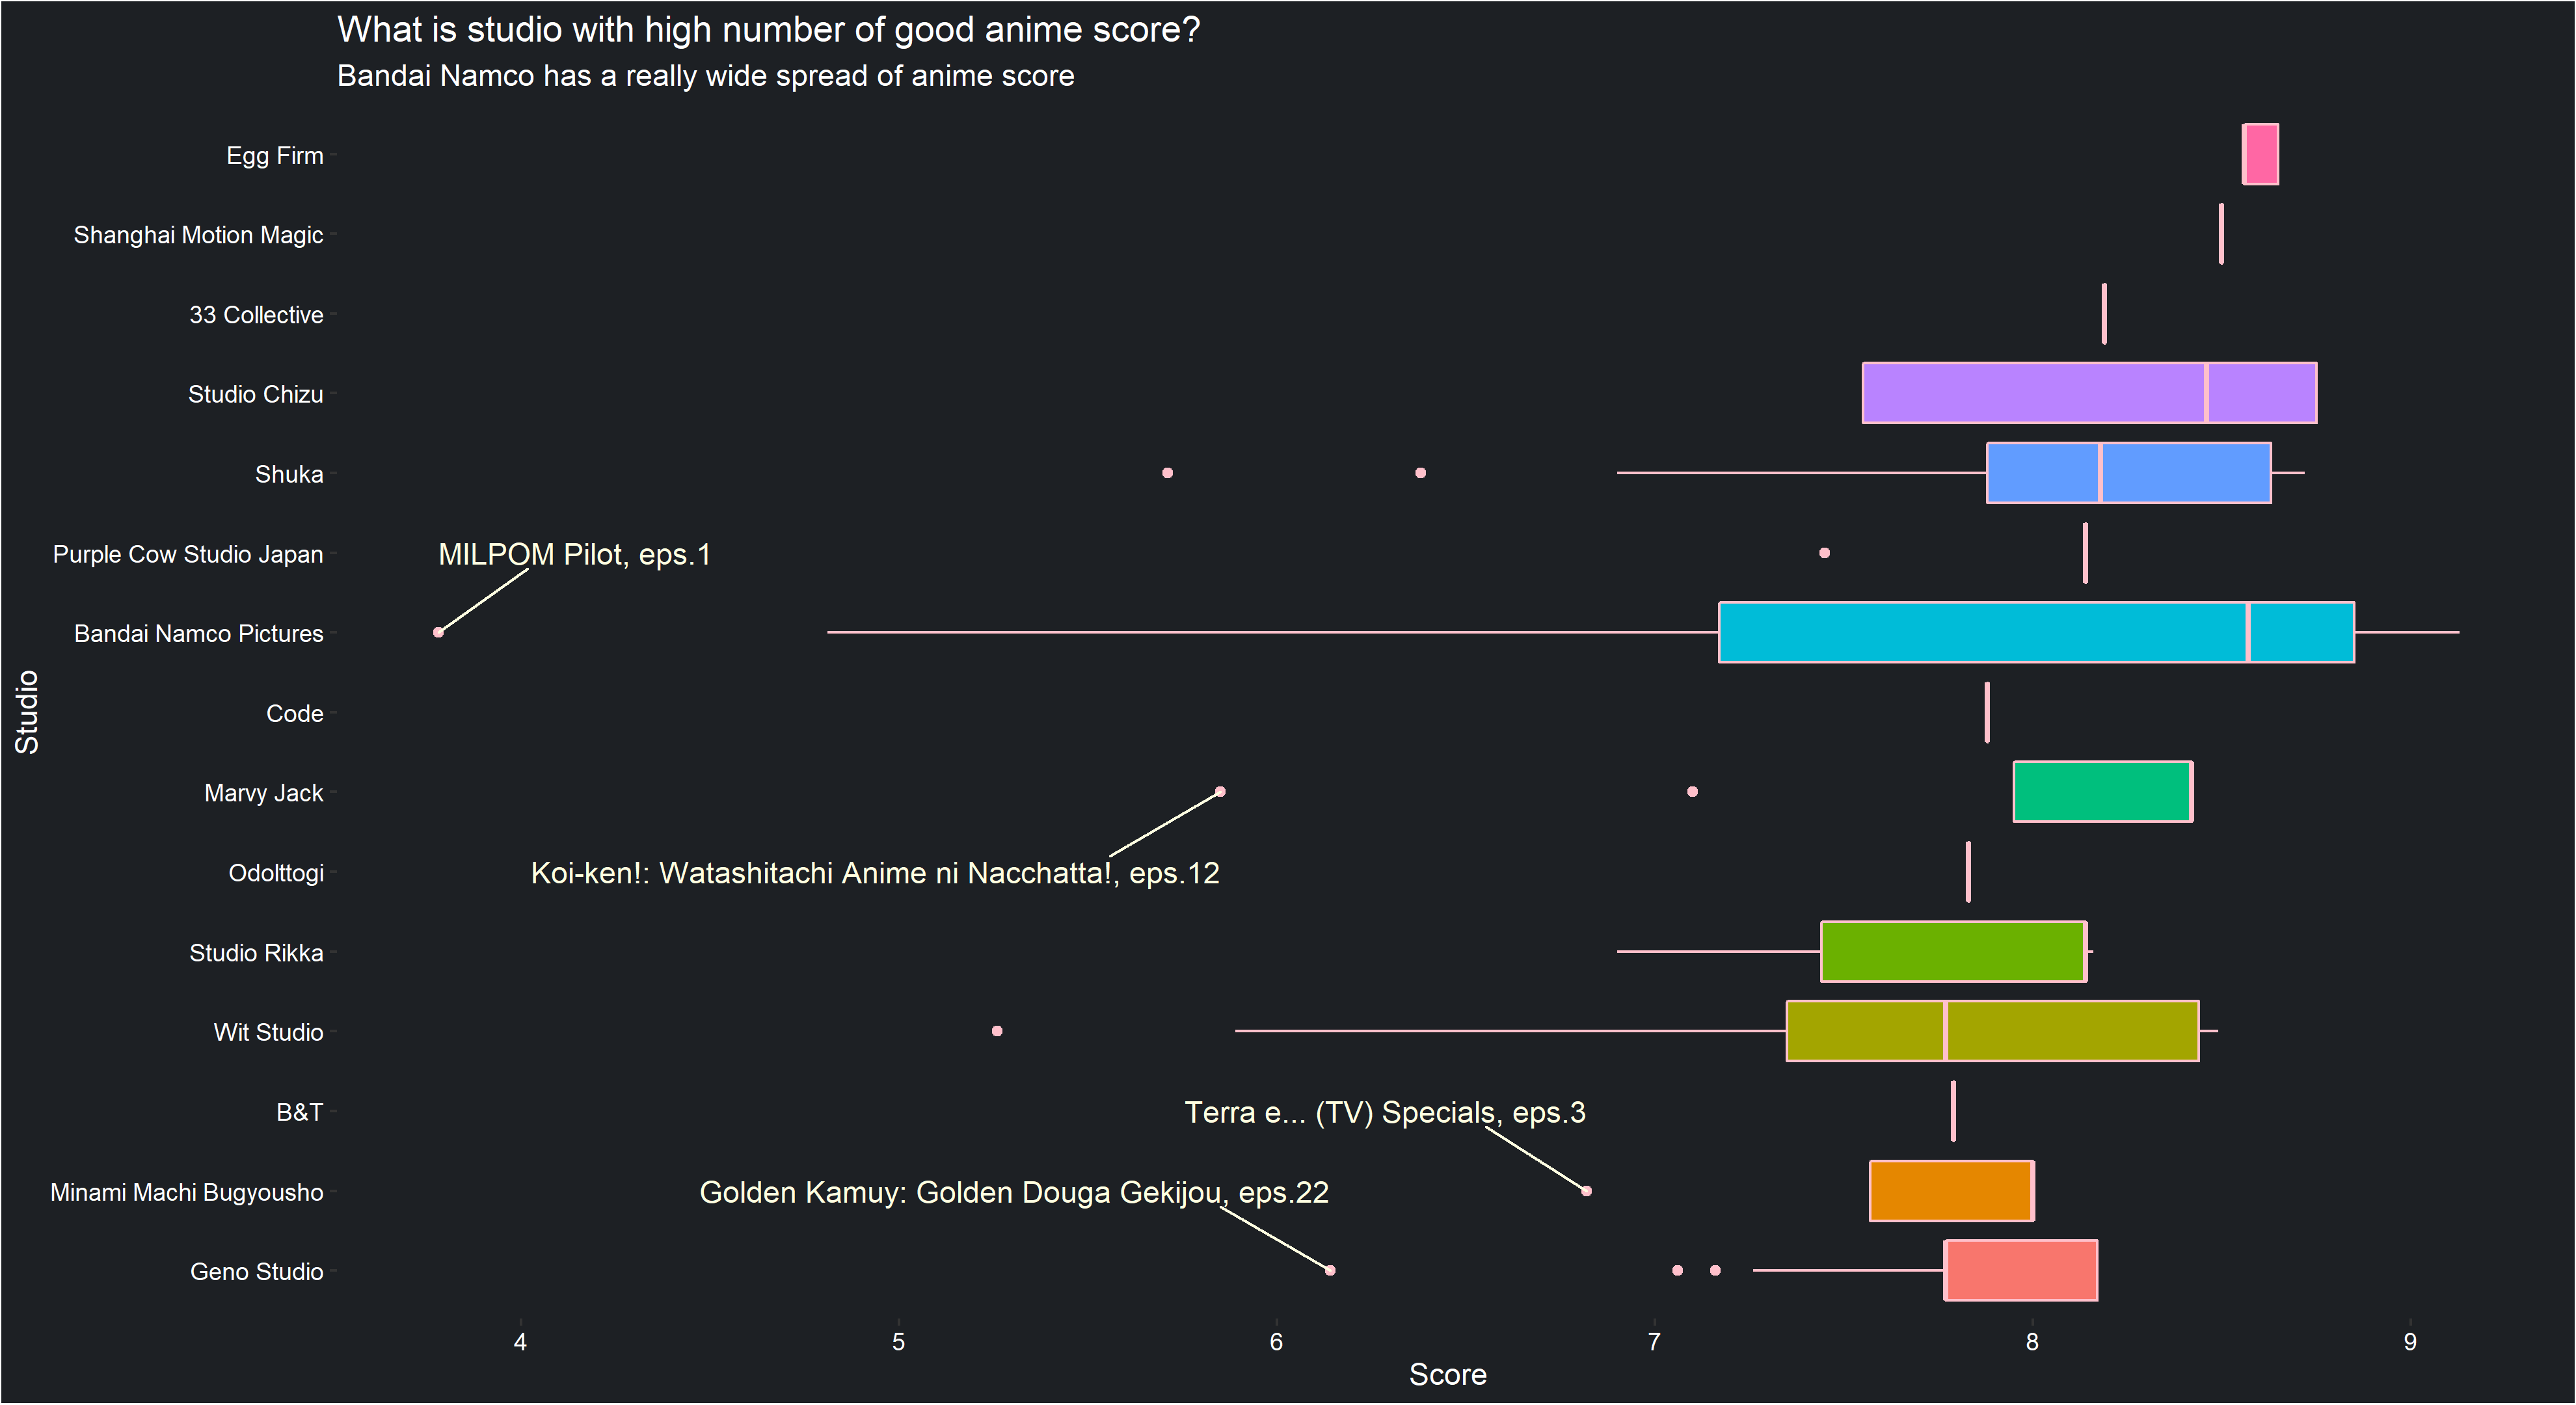 What is studio with high number of good anime score?
Bandai Namco has a really wide spread of anime score
Egg Firm
Shanghai Motion Magic
33 Collective
Studio Chizu
Shuka
Purple Cow Studio Japan
MILPOM Pilot, eps.1
Bandai Namco Pictures
Code
Marvy Jack
Odolttogi
Koi-ken!: Watashitachi Anime ni Nacchatta!, eps.12
Studio Rikka
Wit Studio
B&T
Terra e... (TV) Specials, eps.3
Minami Machi Bugyousho
Golden Kamuy: Golden Douga Gekijou, eps.22
Geno Studio
Studio
4 5 6 7 8 9
Score